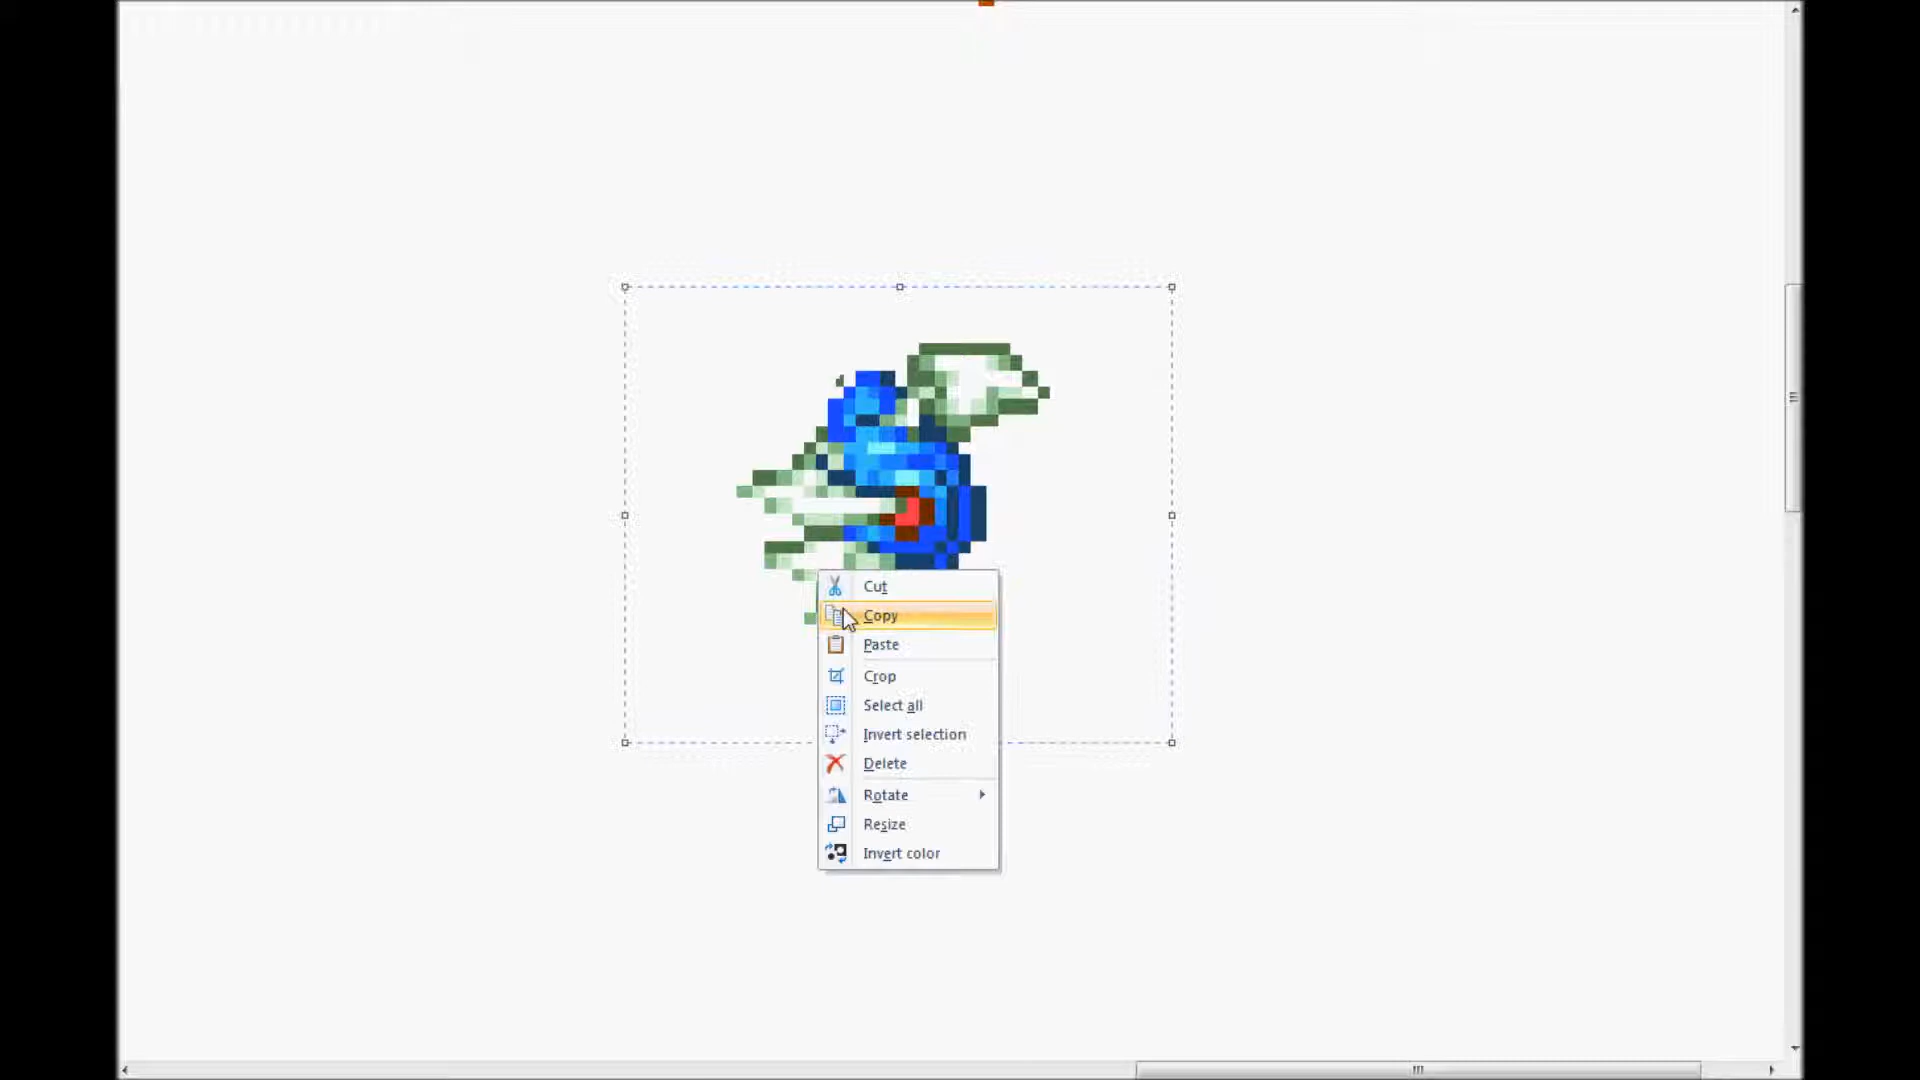 Cut
Copy
Paste
Crop
Select all
Invert selection
Delete
Rotate
Resize
Invert color